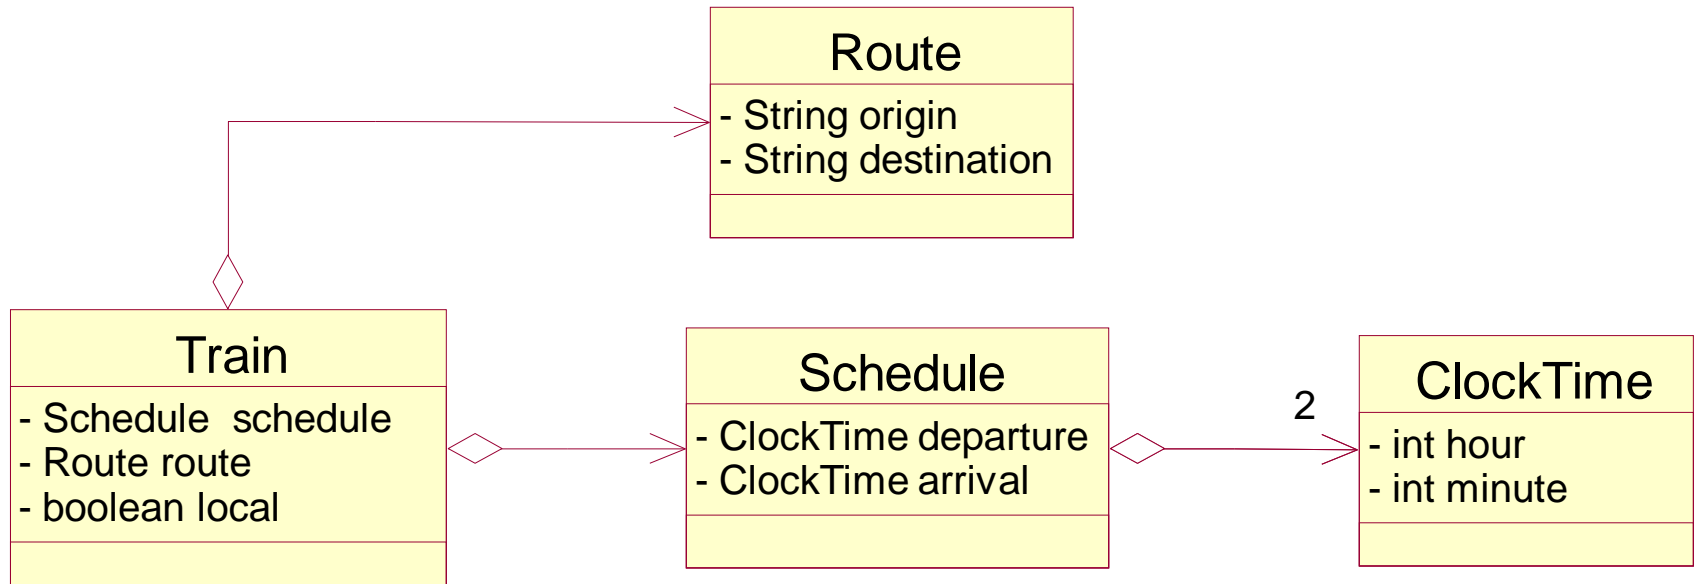 Route
- String origin
- String destination
Train
- Schedule schedule
- Route route
- boolean local
Schedule
- ClockTime departure
- ClockTime arrival
2
ClockTime
- int hour
- int minute